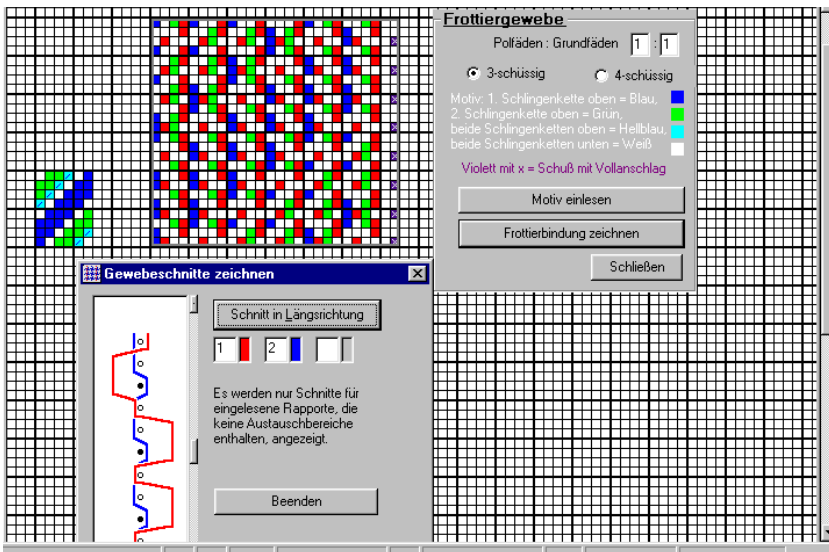 Frottiergewebe
Polfäden : Grundfäden 1 : 1
3-schüssig 4-schüssig
Motiv: 1. Schlingenkette oben = Blau,
2. Schlingenkette oben = Grün,
beide Schlingenketten oben = Hellblau,
beide Schlingenketten unten = Weiß
Violett mit x = Schuß mit Vollanschlag
Motiv einlesen
Frottierbindung zeichnen
Schließen
Gewebeschnitte zeichnen
Schnitt in Längsrichtung
1 2
Es werden nur Schnitte für
eingelesene Rapporte, die
keine Austauschbereiche
enthalten, angezeigt.
Beenden